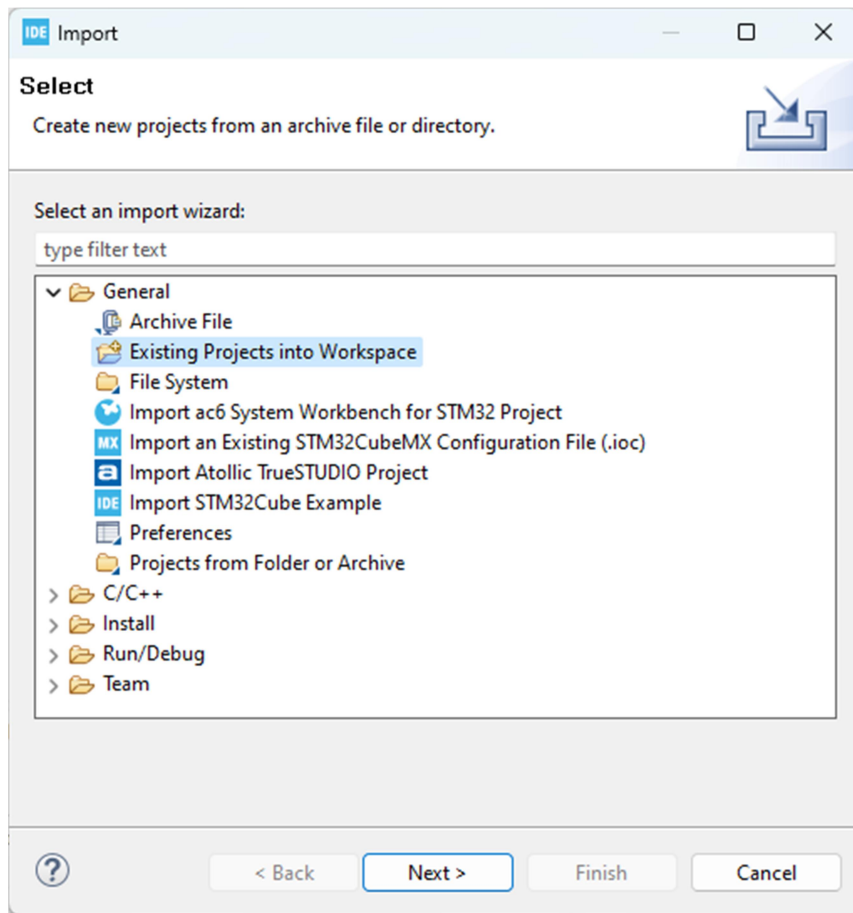 IDE Import
Select
Create new projects from an archive file or directory.
Select an import wizard:
type filter text
General
Archive File
Existing Projects into Workspace
File System
Import ac6 System Workbench for STM32 Project
MX Import an Existing STM32CubeMX Configuration File (.ioc)
a Import Atollic TrueSTUDIO Project
IDE Import STM32Cube Example
Preferences
Projects from Folder or Archive
C/C++
Install
Run/Debug
Team
? < Back Next > Finish Cancel